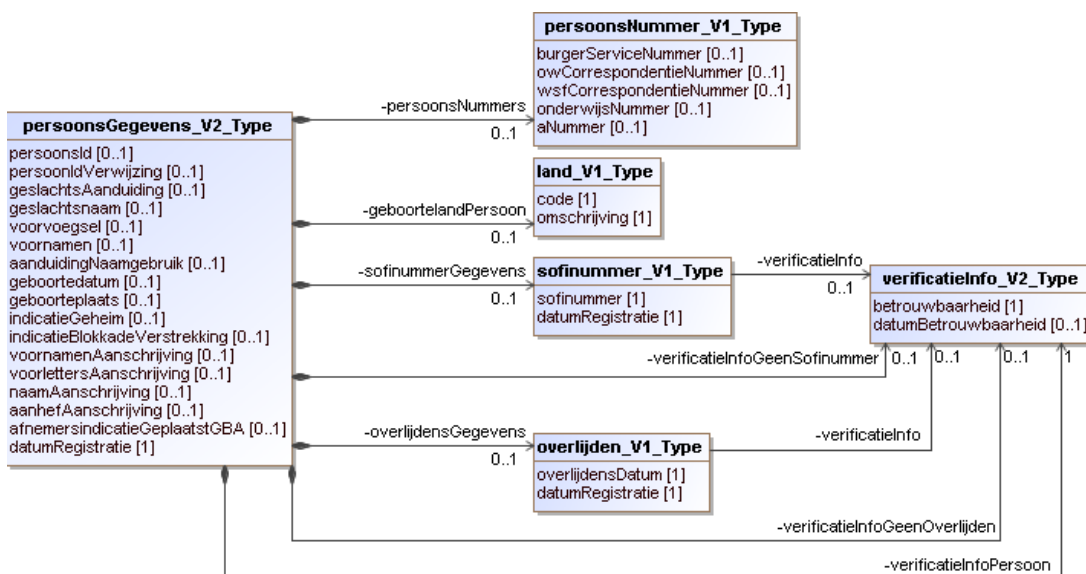 persoonsNummer_V1_Type
burgerServiceNummer [0..1]
owCorrespondentieNummer [0..1]
wsfCorrespondentieNummer [0..1]
onderwijsNummer [0..1]
aNummer [0..1]
-persoonsNummers
0..1
persoonsGegevens_V2_Type
persoonsId [0..1]
persoonIdVerwijzing [0..1]
geslachtsAanduiding [0..1]
geslachtsnaam [0..1]
voorvoegsel [0..1]
voornamen [0..1]
aanduidingNaamgebruik [0..1]
geboortedatum [0..1]
geboorteplaats [0..1]
indicatieGeheim [0..1]
indicatieBlokkadeVerstrekking [0..1]
voornamenAanschrijving [0..1]
voorlettersAanschrijving [0..1]
naamAanschrijving [0..1]
aanhefAanschrijving [0..1]
afnemersindicatieGeplaatstGBA [0..1]
datumRegistratie [1]
land_V1_Type
code [1]
omschrijving [1]
-geboortelandPersoon
0..1
-sofinummerGegevens
0..1
sofinummer_V1_Type
sofinummer [1]
datumRegistratie [1]
-verificatieInfo
0..1
verificatieInfo_V2_Type
betrouwbaarheid [1]
datumBetrouwbaarheid [0..1]
-verificatieInfoGeenSofinummer
0..1
0..1
0..1
1
-overlijdensGegevens
0..1
overlijden_V1_Type
overlijdensDatum [1]
datumRegistratie [1]
-verificatieInfo
-verificatieInfoGeenOverlijden
-verificatieInfoPersoon